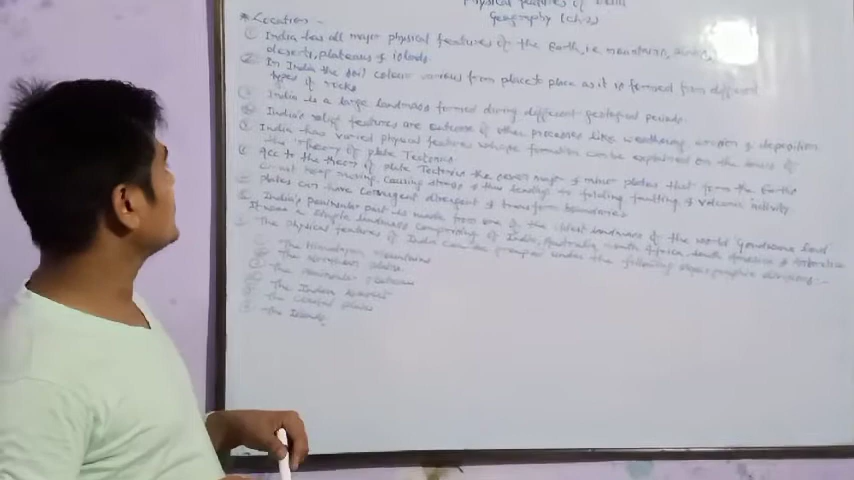 Physical features of India
Geography (Ch-2)
* Location :-
① India has all major physical features of the Earth, i.e. mountains,
deserts, plateaus & islands.
② In India the soil colour various from place to place as it is formed from different
types of rocks
③ India is a large landmass formed during different geological periods.
④ India's relief features are outcome of other processes like weathering, erosion & deposition
⑤ India has varied physical features whose formation can be explained on the basis of
the Theory of plate Tectonics.
⑥ Acc to the theory of plate Tectonics the seven major & minor plates that form the Earth's
crust keep moving, causing stress & thus leading to folding faulting & volcanic activity.
plates can have convergent divergent & transform boundaries
India's peninsular part is made from one of the oldest landmass of the world Gondwana land
It was a single landmass comprising of India, Australia, South Africa, South America & Antarctica
The physical features of India can be grouped under the following physiographic divisions:-
The Himalayan mountains
The Northern plains
The Peninsular plateau
The Indian Desert
The Coastal plains
The Islands.